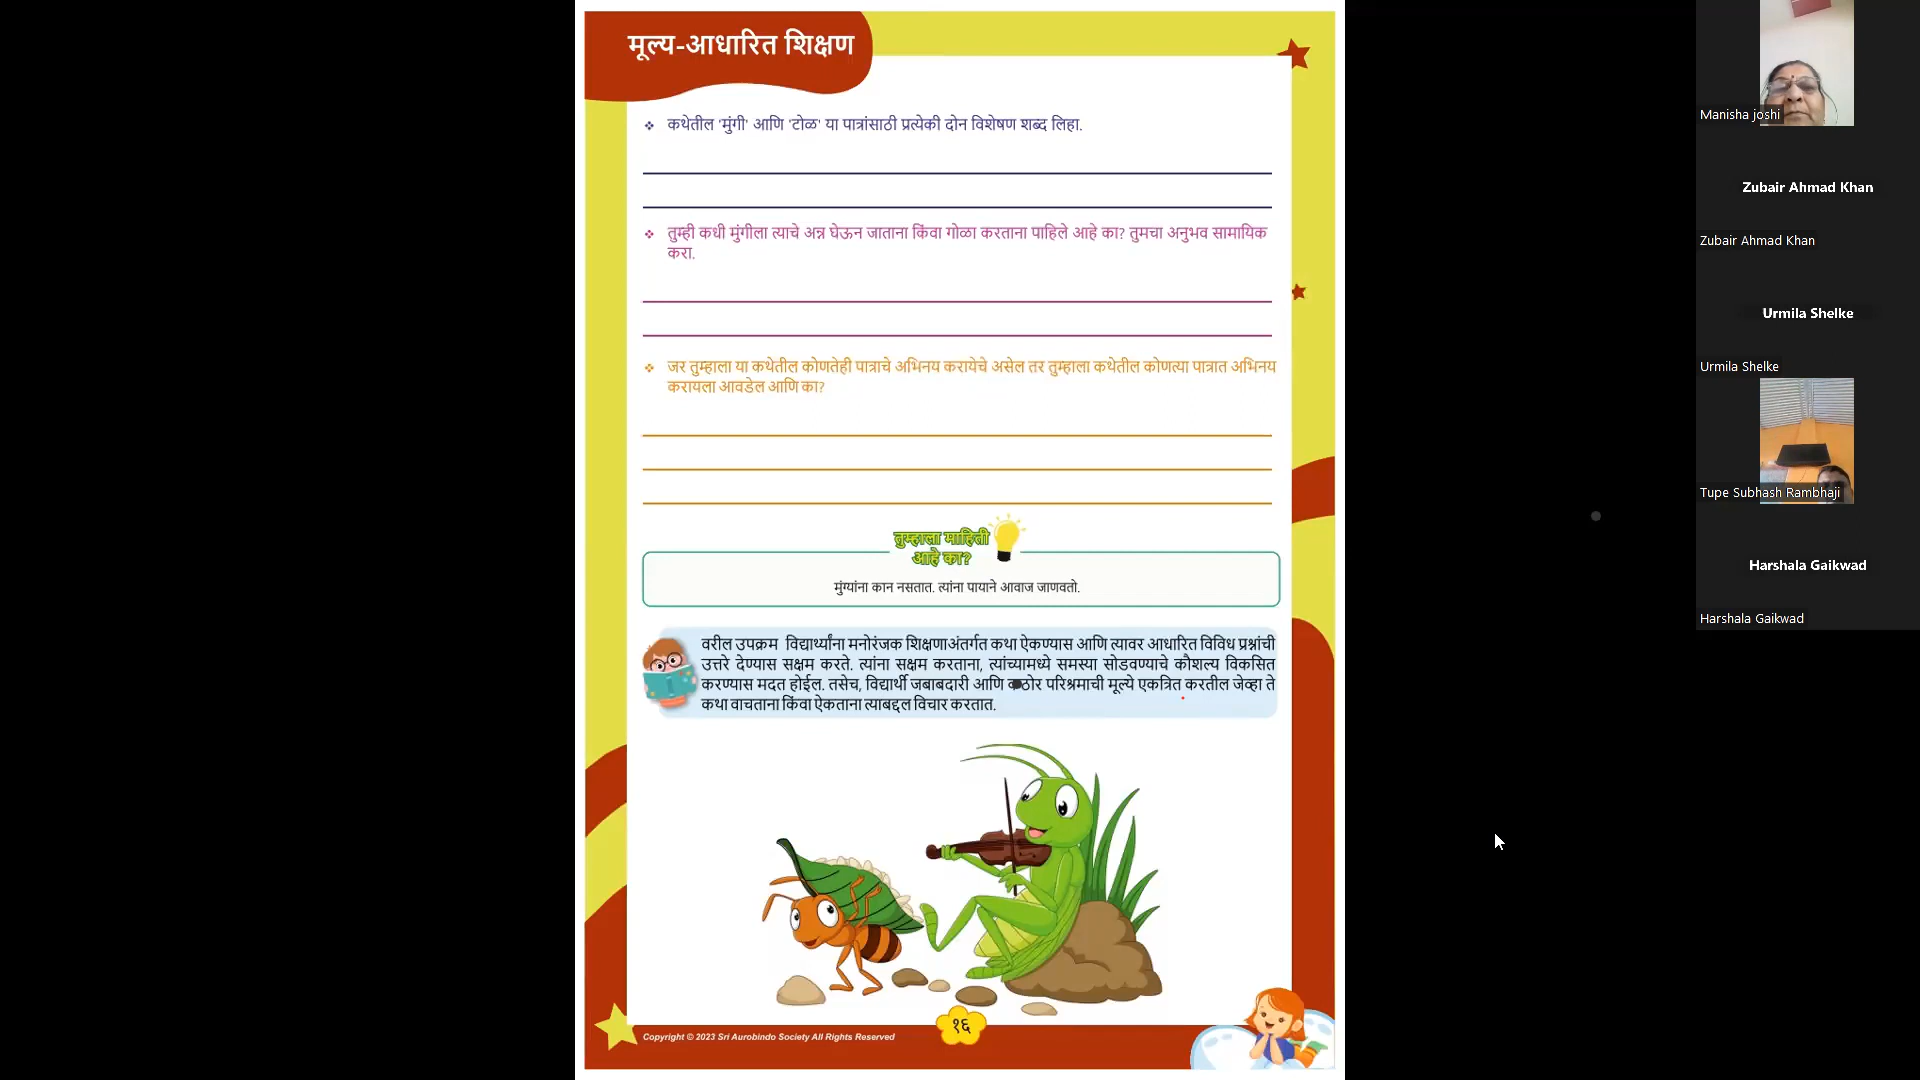 मूल्य-आधारित शिक्षण
❖ कथेतील 'मुंगी' आणि 'टोळ' या पात्रांसाठी प्रत्येकी दोन विशेषण शब्द लिहा.
❖ तुम्ही कधी मुंगीला त्याचे अन्न घेऊन जाताना किंवा गोळा करताना पाहिले आहे का? तुमचा अनुभव सामायिक
करा.
❖ जर तुम्हाला या कथेतील कोणतेही पात्राचे अभिनय करायेचे असेल तर तुम्हाला कथेतील कोणत्या पात्रात अभिनय
करायला आवडेल आणि का?
तुम्हाला माहिती
आहे का?
मुंग्यांना कान नसतात. त्यांना पायाने आवाज जाणवतो.
वरील उपक्रम विद्यार्थ्यांना मनोरंजक शिक्षणाअंतर्गत कथा ऐकण्यास आणि त्यावर आधारित विविध प्रश्नांची
उत्तरे देण्यास सक्षम करते. त्यांना सक्षम करताना, त्यांच्यामध्ये समस्या सोडवण्याचे कौशल्य विकसित
करण्यास मदत होईल. तसेच, विद्यार्थी जबाबदारी आणि कठोर परिश्रमाची मूल्ये एकत्रित करतील जेव्हा ते
कथा वाचताना किंवा ऐकताना त्याबद्दल विचार करतात.
१६
Copyright © 2023 Sri Aurobindo Society All Rights Reserved
Manisha joshi
Zubair Ahmad Khan
Zubair Ahmad Khan
Urmila Shelke
Urmila Shelke
Tupe Subhash Rambhaji
Harshala Gaikwad
Harshala Gaikwad